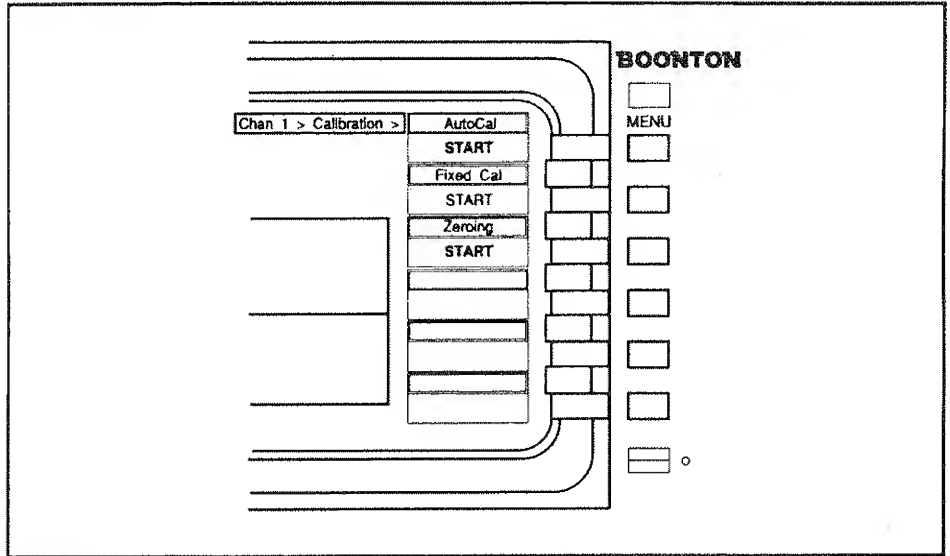 BOONTON
MENU
Chan 1 > Calibration >
AutoCal
START
Fixed Cal
START
Zeroing
START